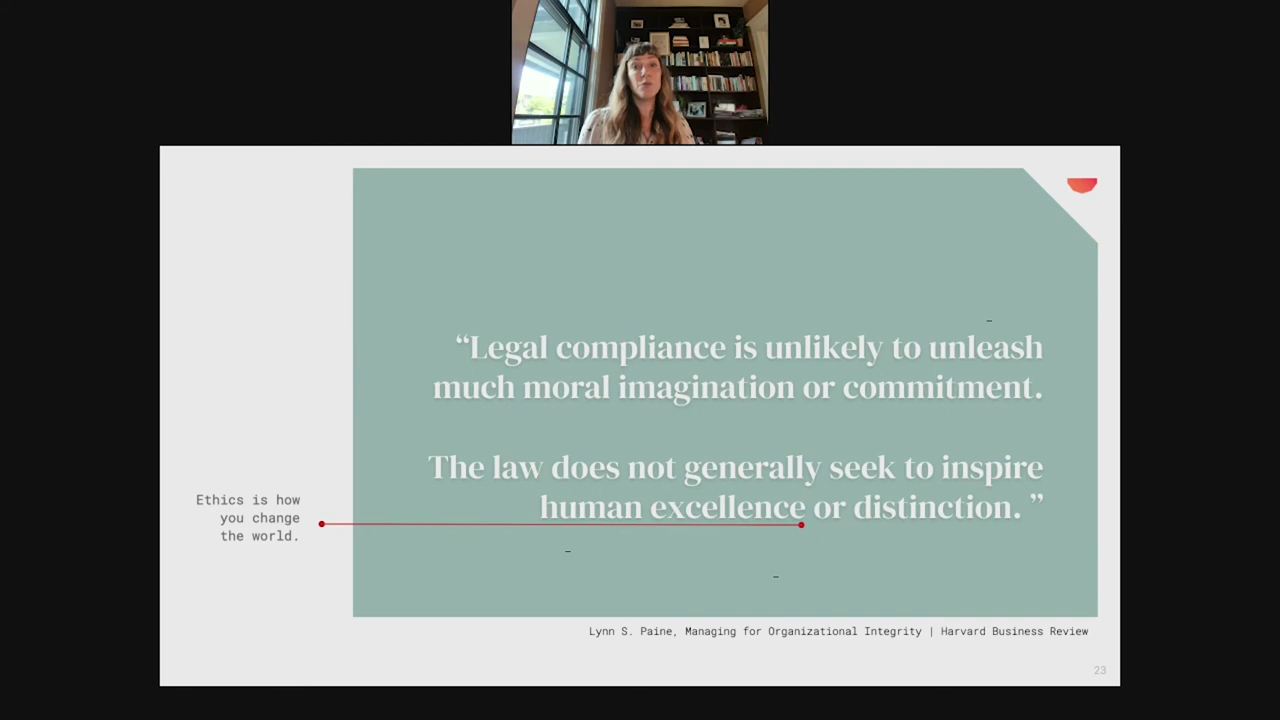 “Legal compliance is unlikely to unleash
much moral imagination or commitment.
The law does not generally seek to inspire
human excellence or distinction. ”
Ethics is how
you change
the world.
Lynn S. Paine, Managing for Organizational Integrity | Harvard Business Review
23